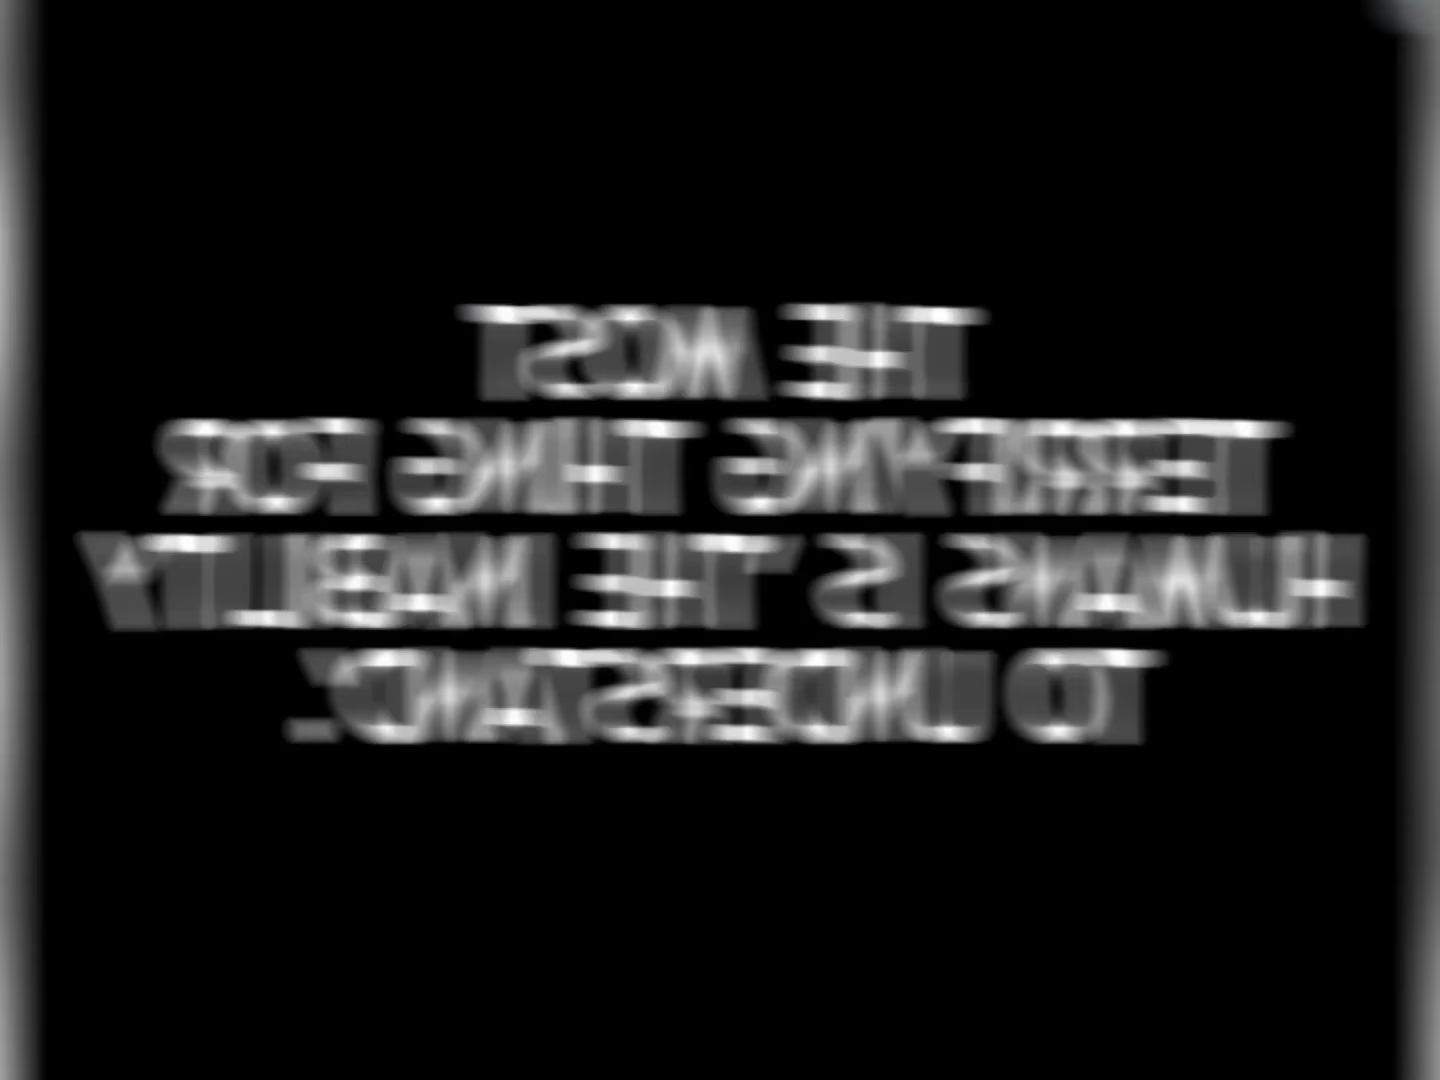 THE MOST
TERRIFYING THING FOR
HUMANS IS 'THE INABILITY
TO UNDERSTAND'.